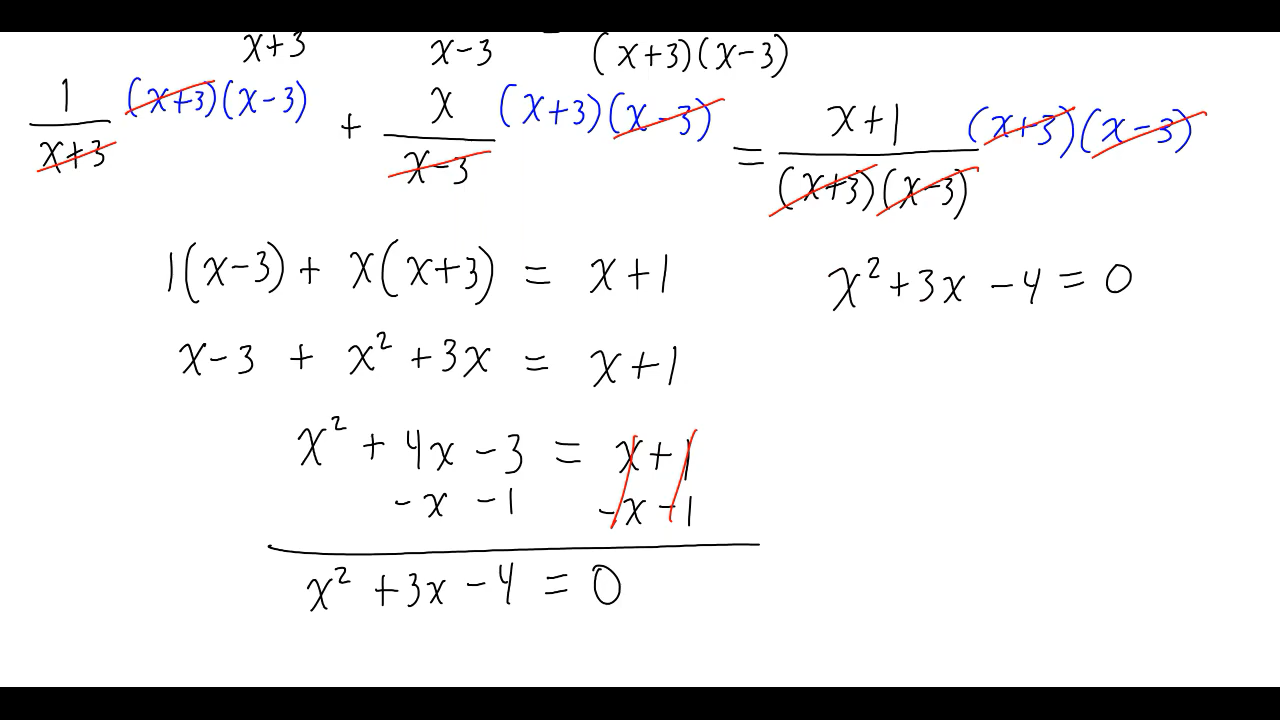 x+3 x-3 (x+3)(x-3)
1/(x+3) (x+3)(x-3) + x/(x-3) (x+3)(x-3) = (x+1)/((x+3)(x-3)) (x+3)(x-3)
1(x-3) + x(x+3) = x+1
x-3 + x² +3x = x+1
x² + 4x -3 = x+1
-x -1 -x -1
x² +3x -4 = 0
x² +3x -4 = 0